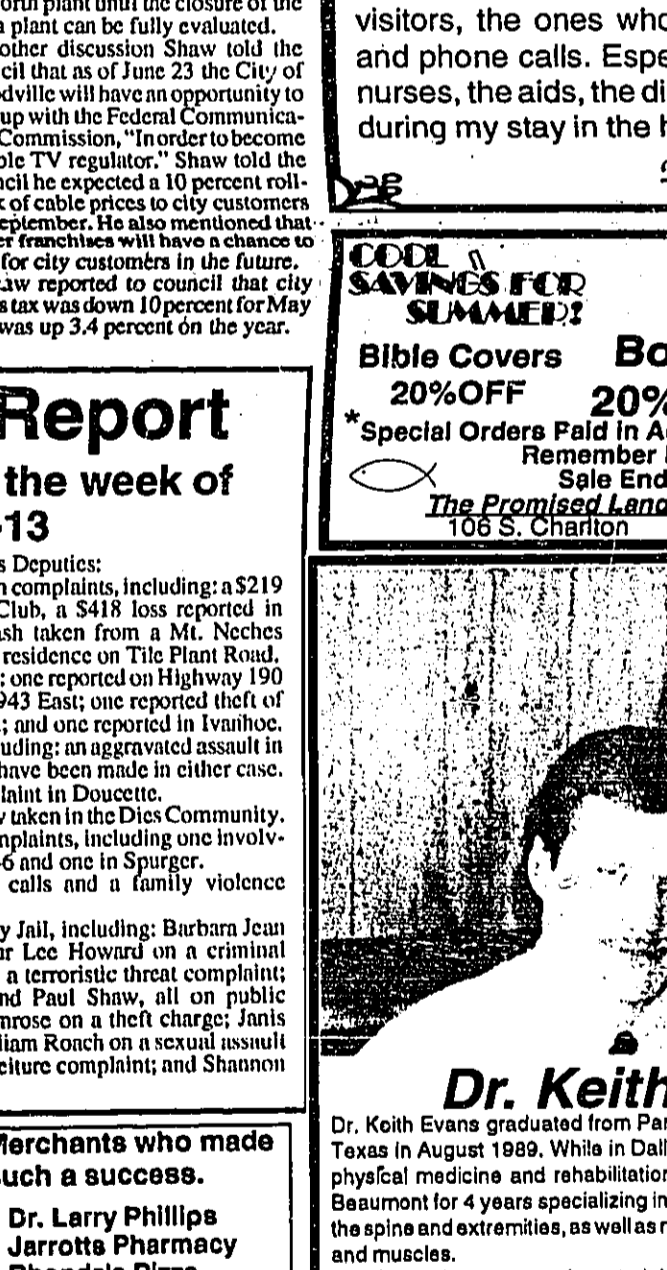 orth plant until the closure of the
a plant can be fully evaluated.
other discussion Shaw told the
cil that as of June 23 the City of
dville will have an opportunity to
up with the Federal Communica-
Commission, "In order to become
ble TV regulator." Shaw told the
ncil he expected a 10 percent roll-
k of cable prices to city customers
eptember. He also mentioned that
er franchises will have a chance to
for city customers in the future.
aw reported to council that city
s tax was down 10 percent for May
was up 3.4 percent on the year.
Report
the week of
-13
s Deputies:
n complaints, including: a $219
Club, a $418 loss reported in
ash taken from a Mt. Neches
residence on Tile Plant Road.
: one reported on Highway 190
943 East; one reported theft of
; and one reported in Ivanhoe.
uding: an aggravated assault in
have been made in either case.
laint in Doucette.
y taken in the Dies Community.
mplaints, including one involv-
-6 and one in Spurger.
calls and a family violence
y Jail, including: Barbara Jean
ur Lee Howard on a criminal
a terroristic threat complaint;
nd Paul Shaw, all on public
mrose on a theft charge; Janis
liam Roach on a sexual assault
eiture complaint; and Shannon
Merchants who made
uch a success.
Dr. Larry Phillips
Jarrotts Pharmacy
visitors, the ones who
and phone calls. Espe
nurses, the aids, the di
during my stay in the h
COOL
SAVINGS FOR
SUMMER!
Bible Covers Bo
20%OFF 20%
*Special Orders Paid in A
Remember
Sale End
The Promised Land
106 S. Charlton
Dr. Keith
Dr. Keith Evans graduated from Par
Texas in August 1989. While in Dall
physical medicine and rehabilitation
Beaumont for 4 years specializing in
the spine and extremities, as well as
and muscles.